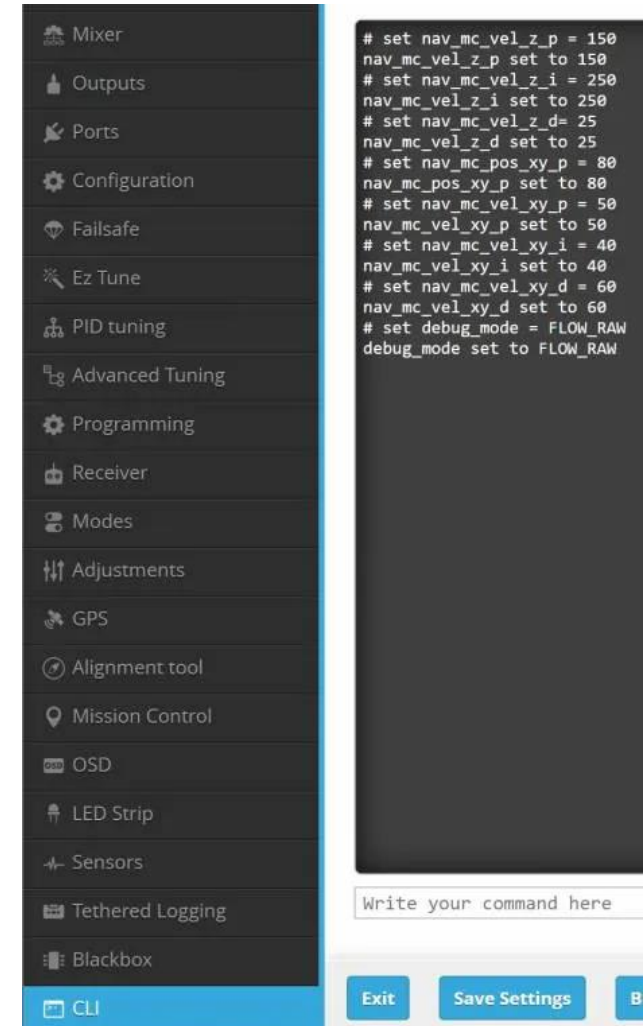 Mixer
Outputs
Ports
Configuration
Failsafe
Ez Tune
PID tuning
Advanced Tuning
Programming
Receiver
Modes
Adjustments
GPS
Alignment tool
Mission Control
OSD
LED Strip
Sensors
Tethered Logging
Blackbox
CLI
# set nav_mc_vel_z_p = 150
nav_mc_vel_z_p set to 150
# set nav_mc_vel_z_i = 250
nav_mc_vel_z_i set to 250
# set nav_mc_vel_z_d= 25
nav_mc_vel_z_d set to 25
# set nav_mc_pos_xy_p = 80
nav_mc_pos_xy_p set to 80
# set nav_mc_vel_xy_p = 50
nav_mc_vel_xy_p set to 50
# set nav_mc_vel_xy_i = 40
nav_mc_vel_xy_i set to 40
# set nav_mc_vel_xy_d = 60
nav_mc_vel_xy_d set to 60
# set debug_mode = FLOW_RAW
debug_mode set to FLOW_RAW
Write your command here
Exit
Save Settings